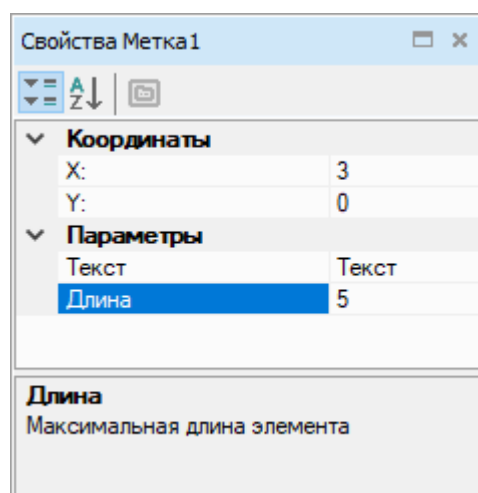 Свойства Метка1
A
Z
Координаты
X: 3
Y: 0
Параметры
Текст Текст
Длина 5
Длина
Максимальная длина элемента